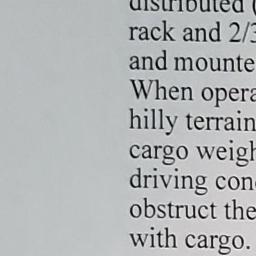 distributed (
rack and 2/3
and mounte
When opera
hilly terrain
cargo weigh
driving con
obstruct the
with cargo.